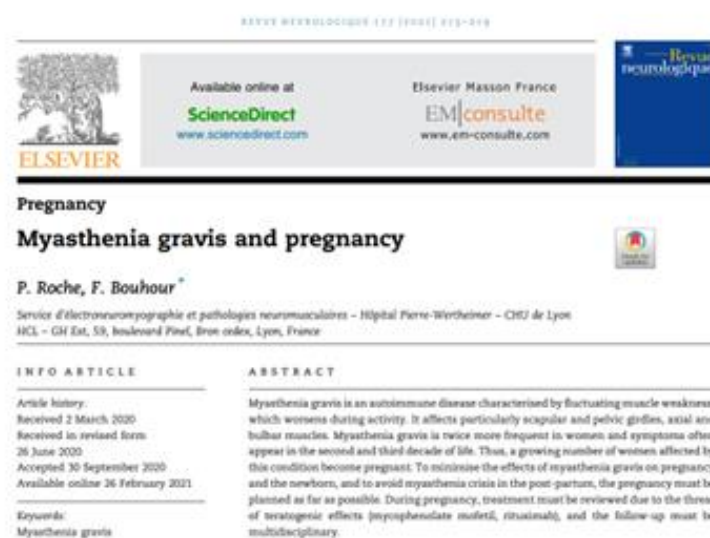 REVUE NEUROLOGIQUE 177 (2021) 215–219
Available online at
ScienceDirect
www.sciencedirect.com
Elsevier Masson France
EM|consulte
www.em-consulte.com
Revue
neurologique
ELSEVIER
Pregnancy
Myasthenia gravis and pregnancy
P. Roche, F. Bouhour *
Service d'électroneuromyographie et pathologies neuromusculaires – Hôpital Pierre-Wertheimer – CHU de Lyon
HCL – GH Est, 59, boulevard Pinel, Bron cedex, Lyon, France
INFO ARTICLE
Article history:
Received 2 March 2020
Received in revised form
26 June 2020
Accepted 30 September 2020
Available online 26 February 2021
Keywords:
Myasthenia gravis
ABSTRACT
Myasthenia gravis is an autoimmune disease characterised by fluctuating muscle weakness
which worsens during activity. It affects particularly scapular and pelvic girdles, axial and
bulbar muscles. Myasthenia gravis is twice more frequent in women and symptoms often
appear in the second and third decade of life. Thus, a growing number of women affected by
this condition become pregnant. To minimise the effects of myasthenia gravis on pregnancy
and the newborn, and to avoid myasthenia crisis in the post-partum, the pregnancy must be
planned as far as possible. During pregnancy, treatment must be reviewed due to the threat
of teratogenic effects (mycophenolate mofetil, rituximab), and the follow-up must be
multidisciplinary.